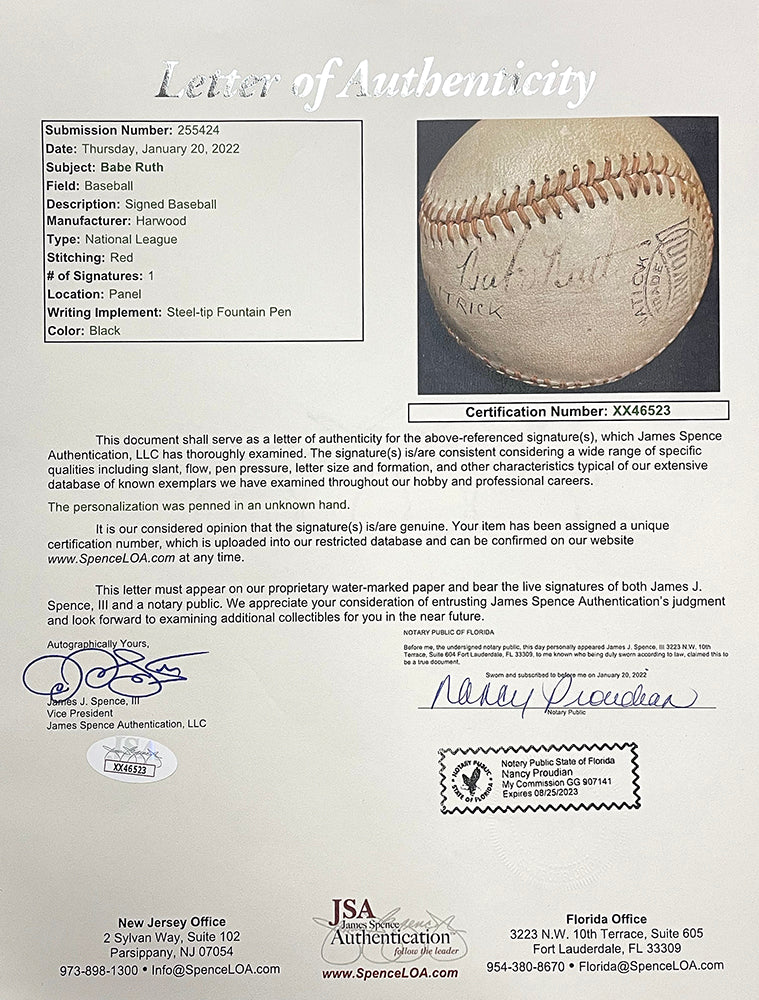 Letter of Authenticity
Submission Number: 255424
Date: Thursday, January 20, 2022
Subject: Babe Ruth
Field: Baseball
Description: Signed Baseball
Manufacturer: Harwood
Type: National League
Stitching: Red
# of Signatures: 1
Location: Panel
Writing Implement: Steel-tip Fountain Pen
Color: Black
Babe Ruth
TRICK
NATION
TRADE
Certification Number: XX46523
This document shall serve as a letter of authenticity for the above-referenced signature(s), which James Spence
Authentication, LLC has thoroughly examined. The signature(s) is/are consistent considering a wide range of specific
qualities including slant, flow, pen pressure, letter size and formation, and other characteristics typical of our extensive
database of known exemplars we have examined throughout our hobby and professional careers.
The personalization was penned in an unknown hand.
It is our considered opinion that the signature(s) is/are genuine. Your item has been assigned a unique
certification number, which is uploaded into our restricted database and can be confirmed on our website
www.SpenceLOA.com at any time.
This letter must appear on our proprietary water-marked paper and bear the live signatures of both James J.
Spence, III and a notary public. We appreciate your consideration of entrusting James Spence Authentication's judgment
and look forward to examining additional collectibles for you in the near future.
Autographically Yours,
James J. Spence, III
Vice President
James Spence Authentication, LLC
JSA
XX46523
NOTARY PUBLIC OF FLORIDA
Before me, the undersigned notary public, this day personally appeared James J. Spence, III 3223 N.W. 10th
Terrace, Suite 604 Fort Lauderdale, FL 33309, to me known who being duly sworn according to law, claimed this to
be a true document.
Sworn and subscribed to before me on January 20, 2022
Nancy Proudian
Notary Public
NOTARY PUBLIC
STATE OF FLORIDA
Notary Public State of Florida
Nancy Proudian
My Commission GG 907141
Expires 08/25/2023
New Jersey Office
2 Sylvan Way, Suite 102
Parsippany, NJ 07054
973-898-1300 • Info@SpenceLOA.com
JSA
James Spence
Authentication
follow the leader
www.SpenceLOA.com
Florida Office
3223 N.W. 10th Terrace, Suite 605
Fort Lauderdale, FL 33309
954-380-8670 • Florida@SpenceLOA.com